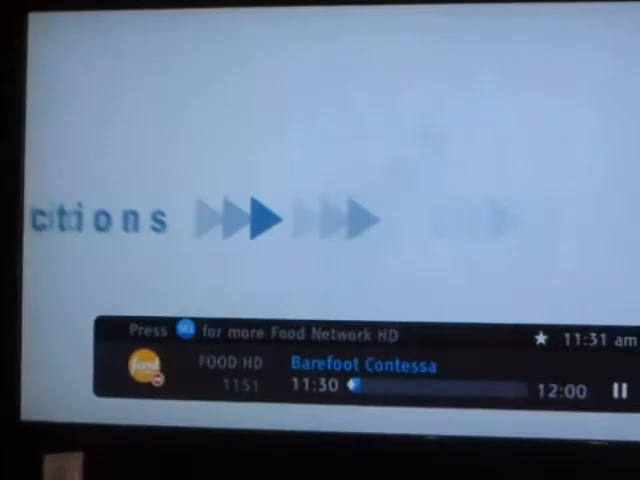 ctions
Press for more Food Network HD
11:31 am
food
FOOD HD
Barefoot Contessa
1151
11:30
12:00